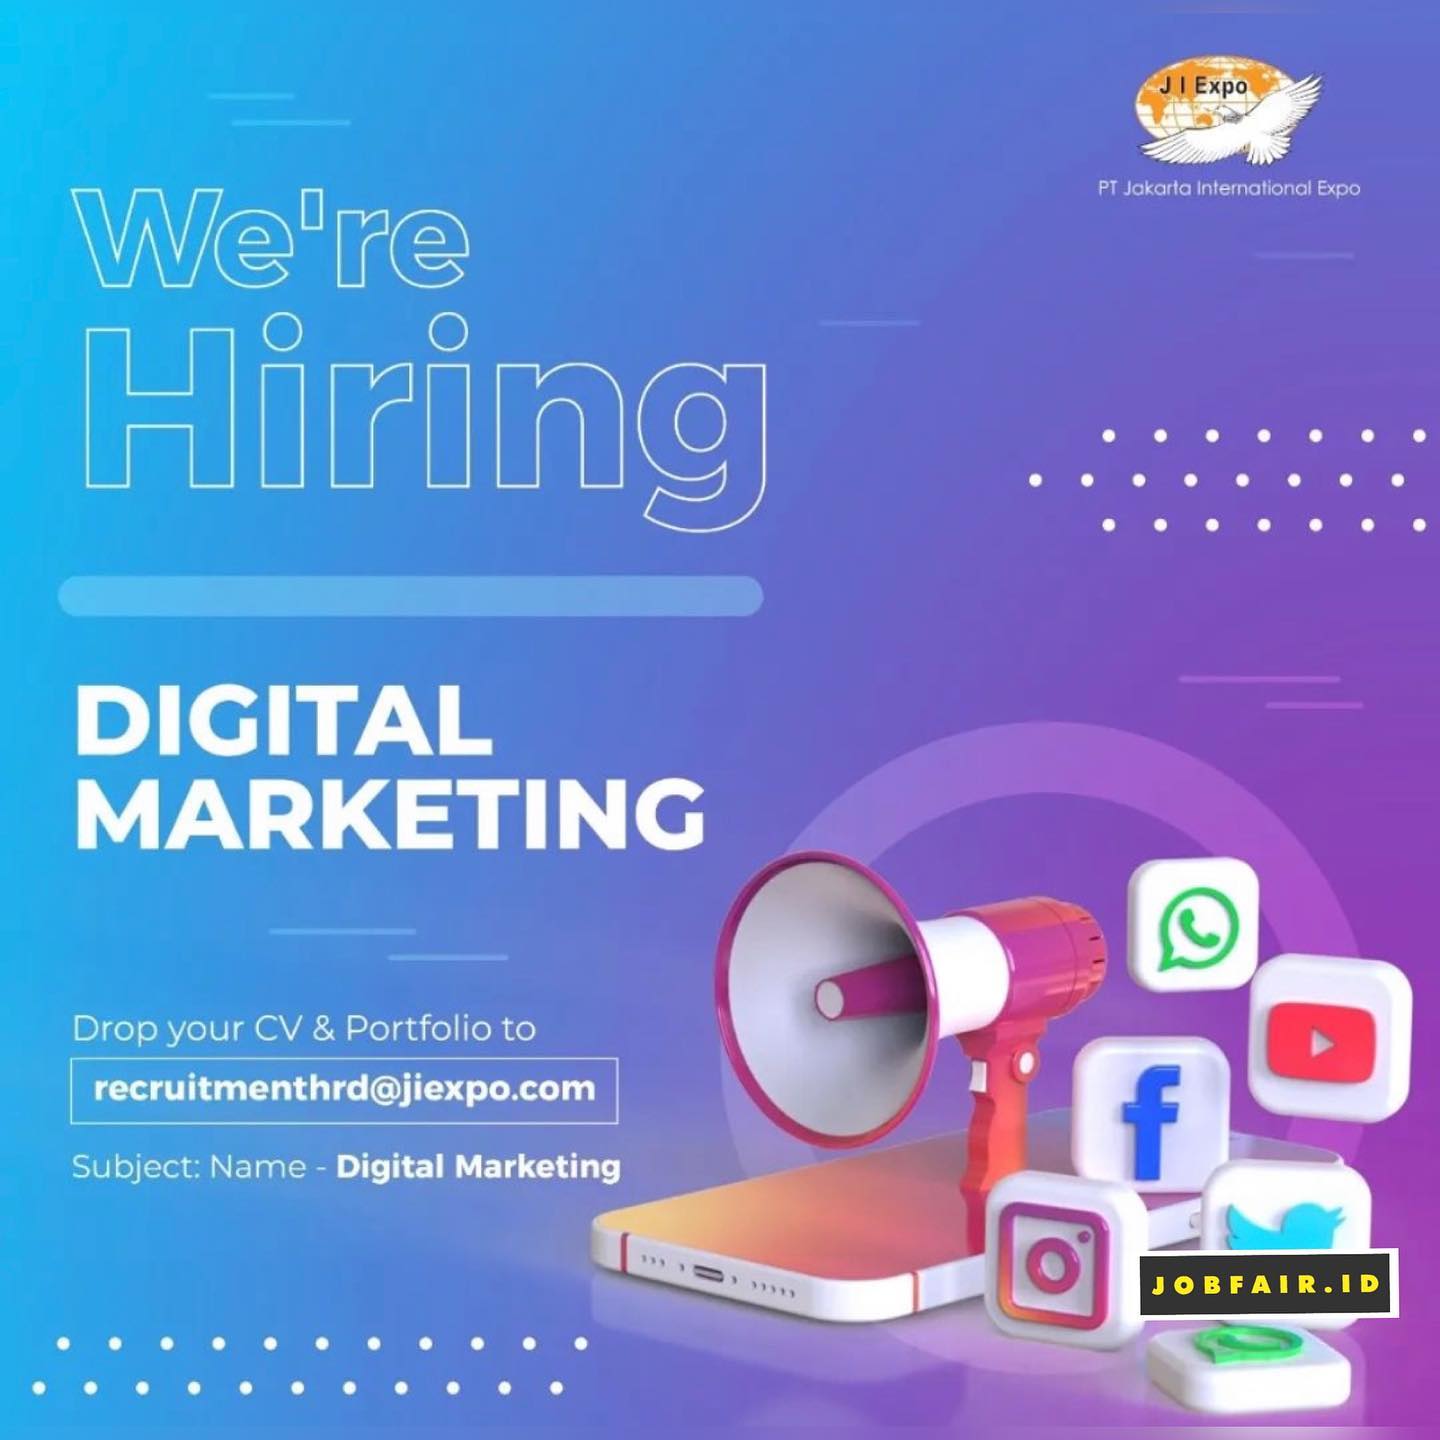 J I Expo
PT Jakarta International Expo
We're
Hiring
DIGITAL
MARKETING
Drop your CV & Portfolio to
recruitmenthrd@jiexpo.com
Subject: Name - Digital Marketing
JOBFAIR.ID